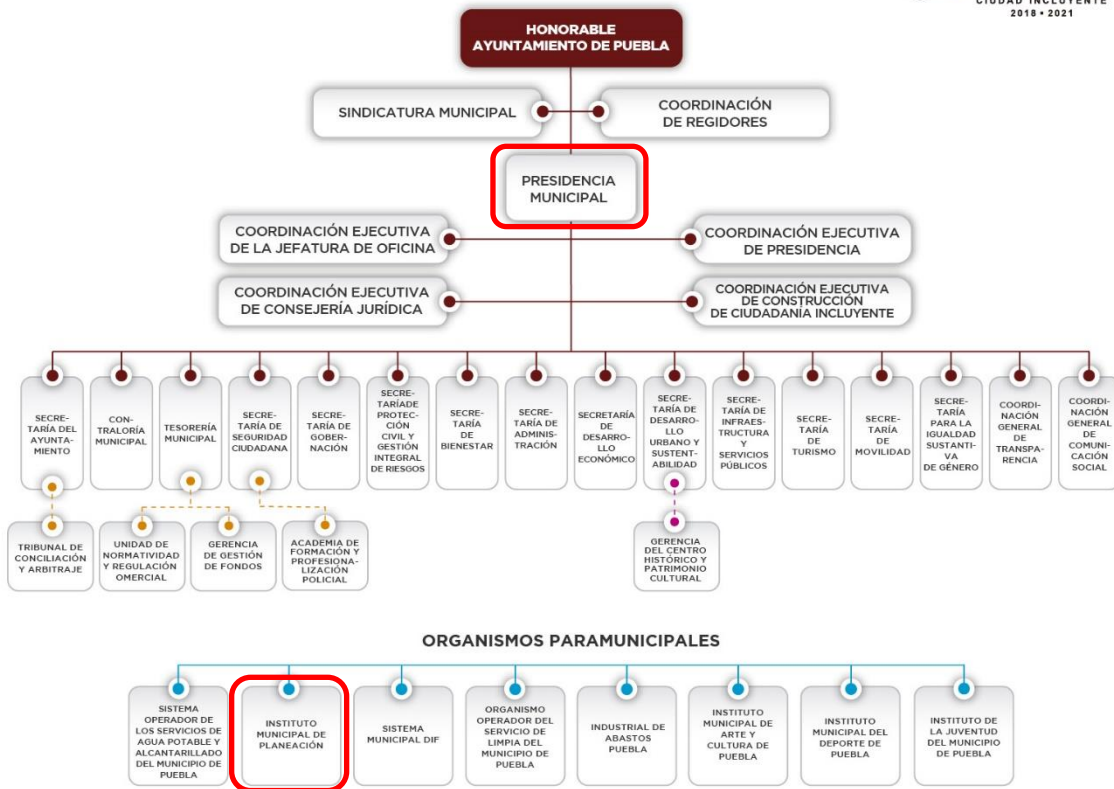 CIUDAD INCLUYENTE
2018 • 2021
HONORABLE
AYUNTAMIENTO DE PUEBLA
SINDICATURA MUNICIPAL
COORDINACIÓN
DE REGIDORES
PRESIDENCIA
MUNICIPAL
COORDINACIÓN EJECUTIVA
DE LA JEFATURA DE OFICINA
COORDINACIÓN EJECUTIVA
DE PRESIDENCIA
COORDINACIÓN EJECUTIVA
DE CONSEJERÍA JURÍDICA
COORDINACIÓN EJECUTIVA
DE CONSTRUCCIÓN
DE CIUDADANÍA INCLUYENTE
SECRE-
TARÍA DEL
AYUNTA-
MIENTO
CON-
TRALORÍA
MUNICIPAL
TESORERÍA
MUNICIPAL
SECRE-
TARÍA DE
SEGURIDAD
CIUDADANA
SECRE-
TARÍA DE
GOBER-
NACIÓN
SECRE-
TARÍADE
PROTEC-
CIÓN
CIVIL Y
GESTIÓN
INTEGRAL
DE RIESGOS
SECRE-
TARÍA
DE
BIENESTAR
SECRE-
TARÍA DE
ADMINIS-
TRACIÓN
SECRETARÍA
DE
DESARRO-
LLO
ECONÓMICO
SECRE-
TARÍA DE
DESARRO-
LLO
URBANO Y
SUSTENT-
ABILIDAD
SECRE-
TARÍA DE
INFRAES-
TRUCTURA
Y
SERVICIOS
PÚBLICOS
SECRE-
TARÍA
DE
TURISMO
SECRE-
TARÍA
DE
MOVILIDAD
SECRE-
TARÍA
PARA LA
IGUALDAD
SUSTANTI-
VA
DE GÉNERO
COORDI-
NACIÓN
GENERAL
DE
TRANSPA-
RENCIA
COORDI-
NACIÓN
GENERAL
DE
COMUNI-
CACIÓN
SOCIAL
TRIBUNAL DE
CONCILIACIÓN
Y ARBITRAJE
UNIDAD DE
NORMATIVIDAD
Y REGULACIÓN
OMERCIAL
GERENCIA
DE GESTIÓN
DE FONDOS
ACADEMIA DE
FORMACIÓN Y
PROFESIONA-
LIZACIÓN
POLICIAL
GERENCIA
DEL CENTRO
HISTÓRICO Y
PATRIMONIO
CULTURAL
ORGANISMOS PARAMUNICIPALES
SISTEMA
OPERADOR DE
LOS SERVICIOS DE
AGUA POTABLE Y
ALCANTARILLADO
DEL MUNICIPIO DE
PUEBLA
INSTITUTO
MUNICIPAL DE
PLANEACIÓN
SISTEMA
MUNICIPAL DIF
ORGANISMO
OPERADOR DEL
SERVICIO DE
LIMPIA DEL
MUNICIPIO DE
PUEBLA
INDUSTRIAL DE
ABASTOS
PUEBLA
INSTITUTO
MUNICIPAL DE
ARTE Y
CULTURA DE
PUEBLA
INSTITUTO
MUNICIPAL DEL
DEPORTE DE
PUEBLA
INSTITUTO DE
LA JUVENTUD
DEL MUNICIPIO
DE PUEBLA